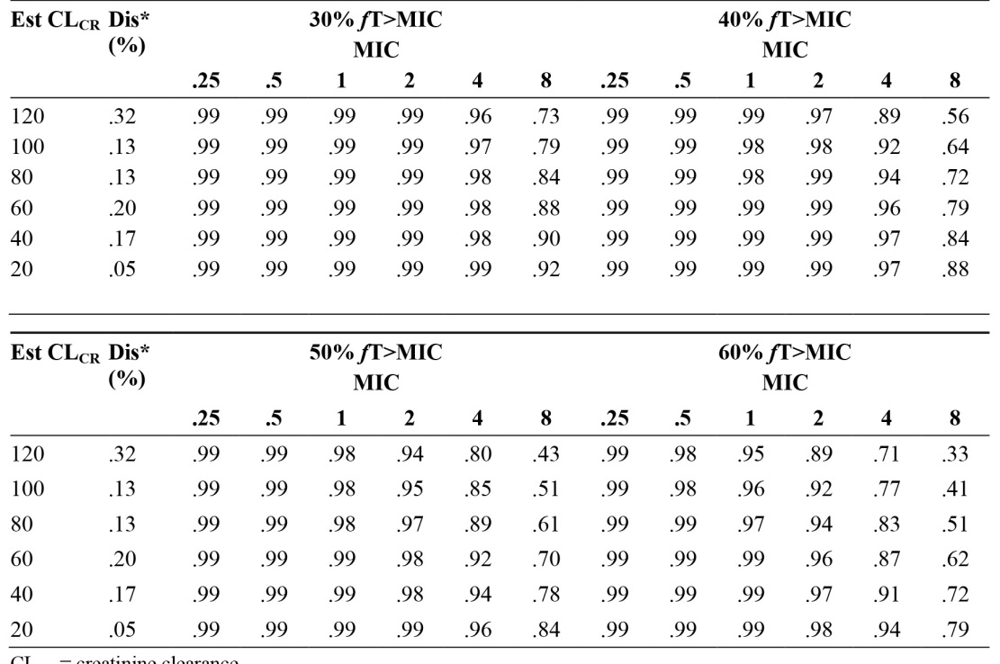 Est CLCR Dis* 30% fT>MIC 40% fT>MIC
(%) MIC MIC
.25 .5 1 2 4 8 .25 .5 1 2 4 8
120 .32 .99 .99 .99 .99 .96 .73 .99 .99 .99 .97 .89 .56
100 .13 .99 .99 .99 .99 .97 .79 .99 .99 .98 .98 .92 .64
80 .13 .99 .99 .99 .99 .98 .84 .99 .99 .98 .99 .94 .72
60 .20 .99 .99 .99 .99 .98 .88 .99 .99 .99 .99 .96 .79
40 .17 .99 .99 .99 .99 .98 .90 .99 .99 .99 .99 .97 .84
20 .05 .99 .99 .99 .99 .99 .92 .99 .99 .99 .99 .97 .88
Est CLCR Dis* 50% fT>MIC 60% fT>MIC
(%) MIC MIC
.25 .5 1 2 4 8 .25 .5 1 2 4 8
120 .32 .99 .99 .98 .94 .80 .43 .99 .98 .95 .89 .71 .33
100 .13 .99 .99 .98 .95 .85 .51 .99 .98 .96 .92 .77 .41
80 .13 .99 .99 .98 .97 .89 .61 .99 .99 .97 .94 .83 .51
60 .20 .99 .99 .99 .98 .92 .70 .99 .99 .99 .96 .87 .62
40 .17 .99 .99 .99 .98 .94 .78 .99 .99 .99 .97 .91 .72
20 .05 .99 .99 .99 .99 .96 .84 .99 .99 .99 .98 .94 .79
CL = creatinine clearance